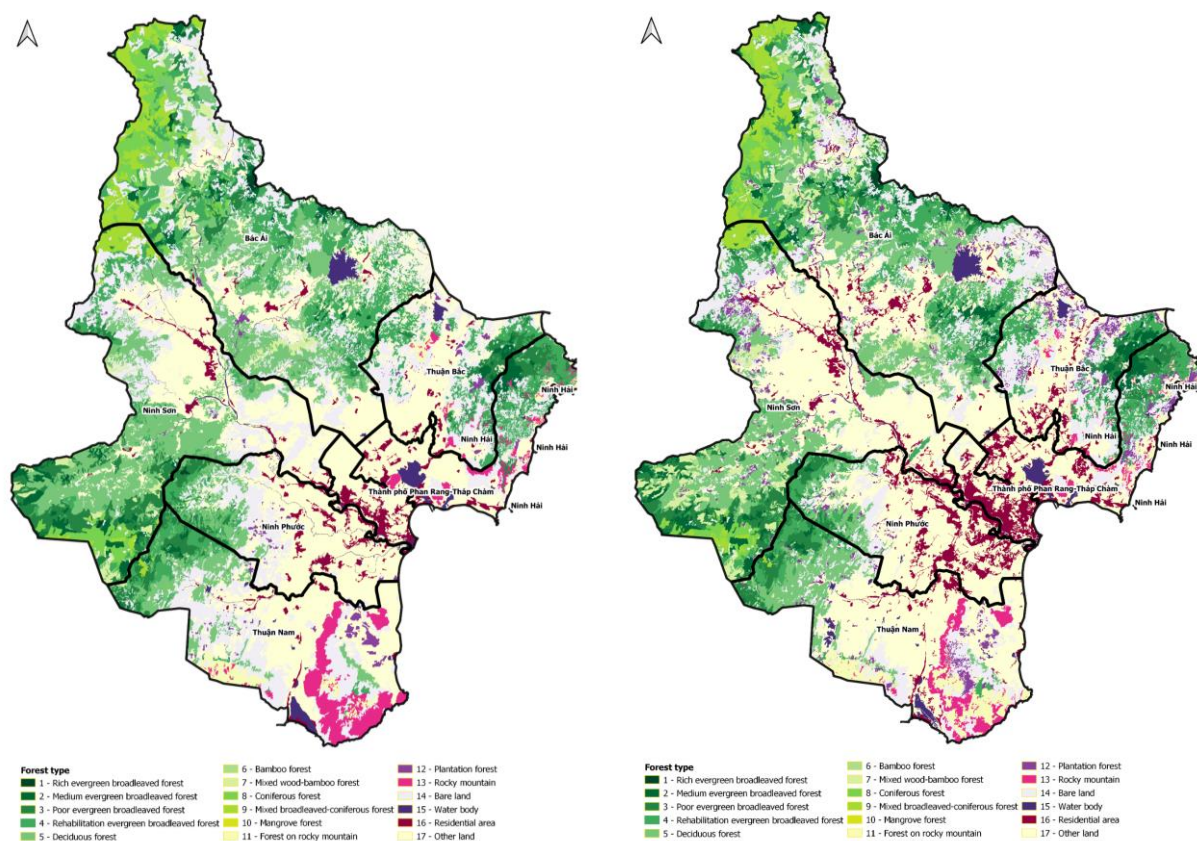 Bác Ái
Thuận Bắc
Ninh Hải
Ninh Sơn
Ninh Hải
Ninh Hải
Thành phố Phan Rang-Tháp Chàm
Ninh Hải
Ninh Phước
Thuận Nam
Forest type
1 - Rich evergreen broadleaved forest
2 - Medium evergreen broadleaved forest
3 - Poor evergreen broadleaved forest
4 - Rehabilitation evergreen broadleaved forest
5 - Deciduous forest
6 - Bamboo forest
7 - Mixed wood-bamboo forest
8 - Coniferous forest
9 - Mixed broadleaved-coniferous forest
10 - Mangrove forest
11 - Forest on rocky mountain
12 - Plantation forest
13 - Rocky mountain
14 - Bare land
15 - Water body
16 - Residential area
17 - Other land
Bác Ái
Thuận Bắc
Ninh Hải
Ninh Sơn
Ninh Hải
Ninh Hải
Thành phố Phan Rang-Tháp Chàm
Ninh Hải
Ninh Phước
Thuận Nam
Forest type
1 - Rich evergreen broadleaved forest
2 - Medium evergreen broadleaved forest
3 - Poor evergreen broadleaved forest
4 - Rehabilitation evergreen broadleaved forest
5 - Deciduous forest
6 - Bamboo forest
7 - Mixed wood-bamboo forest
8 - Coniferous forest
9 - Mixed broadleaved-coniferous forest
10 - Mangrove forest
11 - Forest on rocky mountain
12 - Plantation forest
13 - Rocky mountain
14 - Bare land
15 - Water body
16 - Residential area
17 - Other land